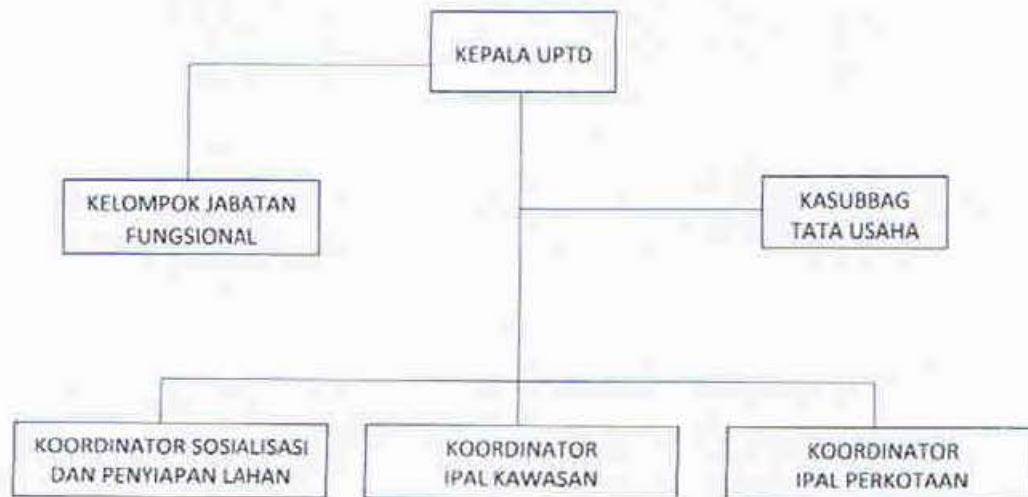 KEPALA UPTD
KELOMPOK JABATAN
FUNGSIONAL
KASUBBAG
TATA USAHA
KOORDINATOR SOSIALISASI
DAN PENYIAPAN LAHAN
KOORDINATOR
IPAL KAWASAN
KOORDINATOR
IPAL PERKOTAAN